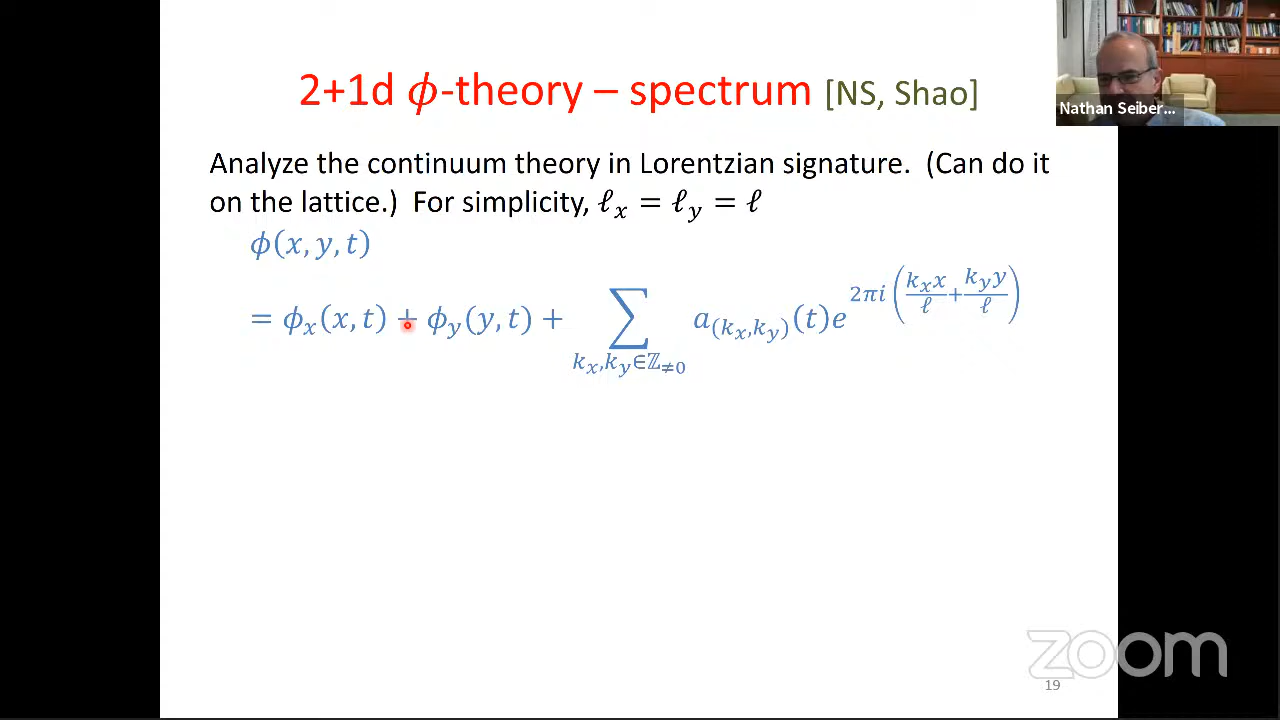 2+1d 𝜙-theory – spectrum [NS, Shao]
Nathan Seiber...
Analyze the continuum theory in Lorentzian signature. (Can do it
on the lattice.) For simplicity, ℓ_x = ℓ_y = ℓ
𝜙(x, y, t)
= 𝜙_x(x, t) + 𝜙_y(y, t) + ∑_{k_x,k_y∈ℤ_{≠0}} a_{(k_x,k_y)}(t) e^{2πi(k_x x/ℓ + k_y y/ℓ)}
zoom
19